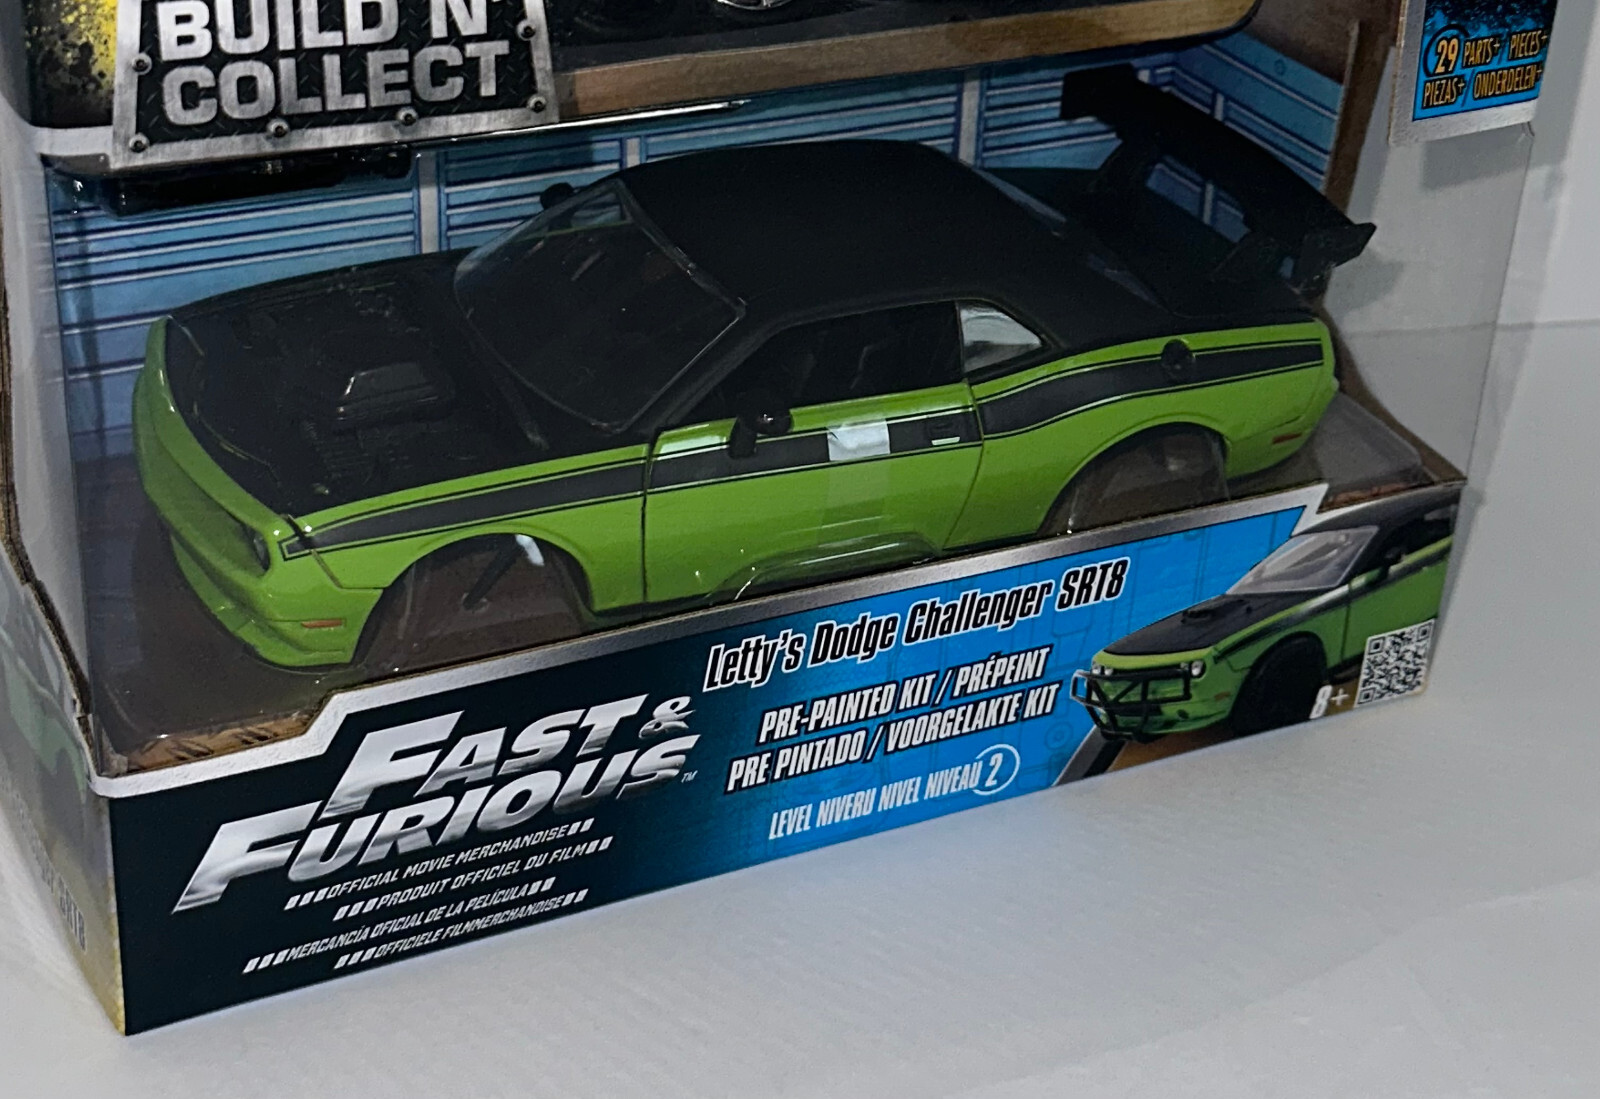 BUILD N'
COLLECT
29 PARTS+ PIECES+
PIEZAS+ ONDERDELEN+
Letty's Dodge Challenger SRT8
PRE-PAINTED KIT / PRÉPEINT
PRE PINTADO / VOORGELAKTE KIT
LEVEL NIVEAU NIVEL NIVEAU 2
8+
FAST &
FURIOUS™
OFFICIAL MOVIE MERCHANDISE
PRODUIT OFFICIEL DU FILM
MERCANCÍA OFICIAL DE LA PELÍCULA
OFFICIELE FILMMERCHANDISE
SRT8